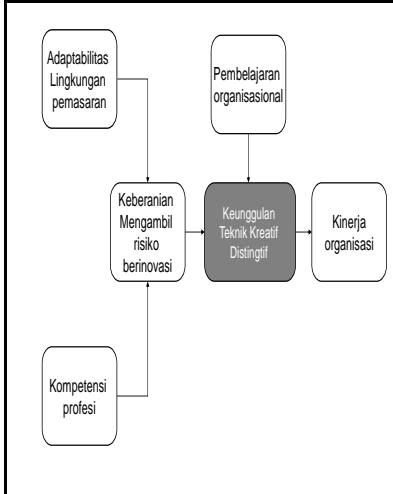 Adaptabilitas
Lingkungan
pemasaran
Pembelajaran
organisasional
Keberanian
Mengambil
risiko
berinovasi
Keunggulan
Teknik Kreatif
Distingtif
Kinerja
organisasi
Kompetensi
profesi